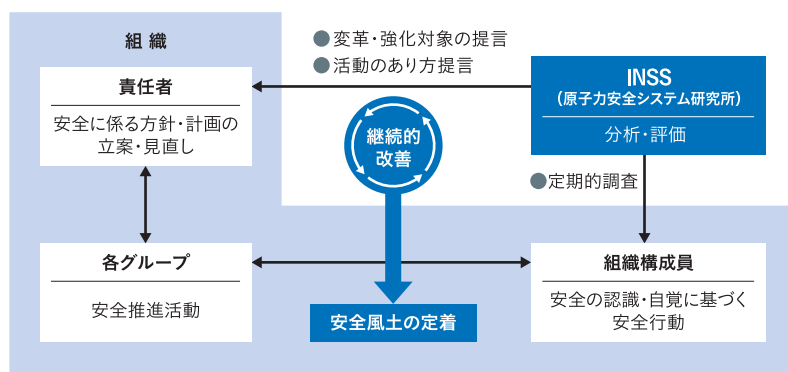 組織
責任者
安全に係る方針・計画の
立案・見直し
●変革・強化対象の提言
●活動のあり方提言
INSS
(原子力安全システム研究所)
分析・評価
継続的
改善
●定期的調査
各グループ
安全推進活動
安全風土の定着
組織構成員
安全の認識・自覚に基づく
安全行動